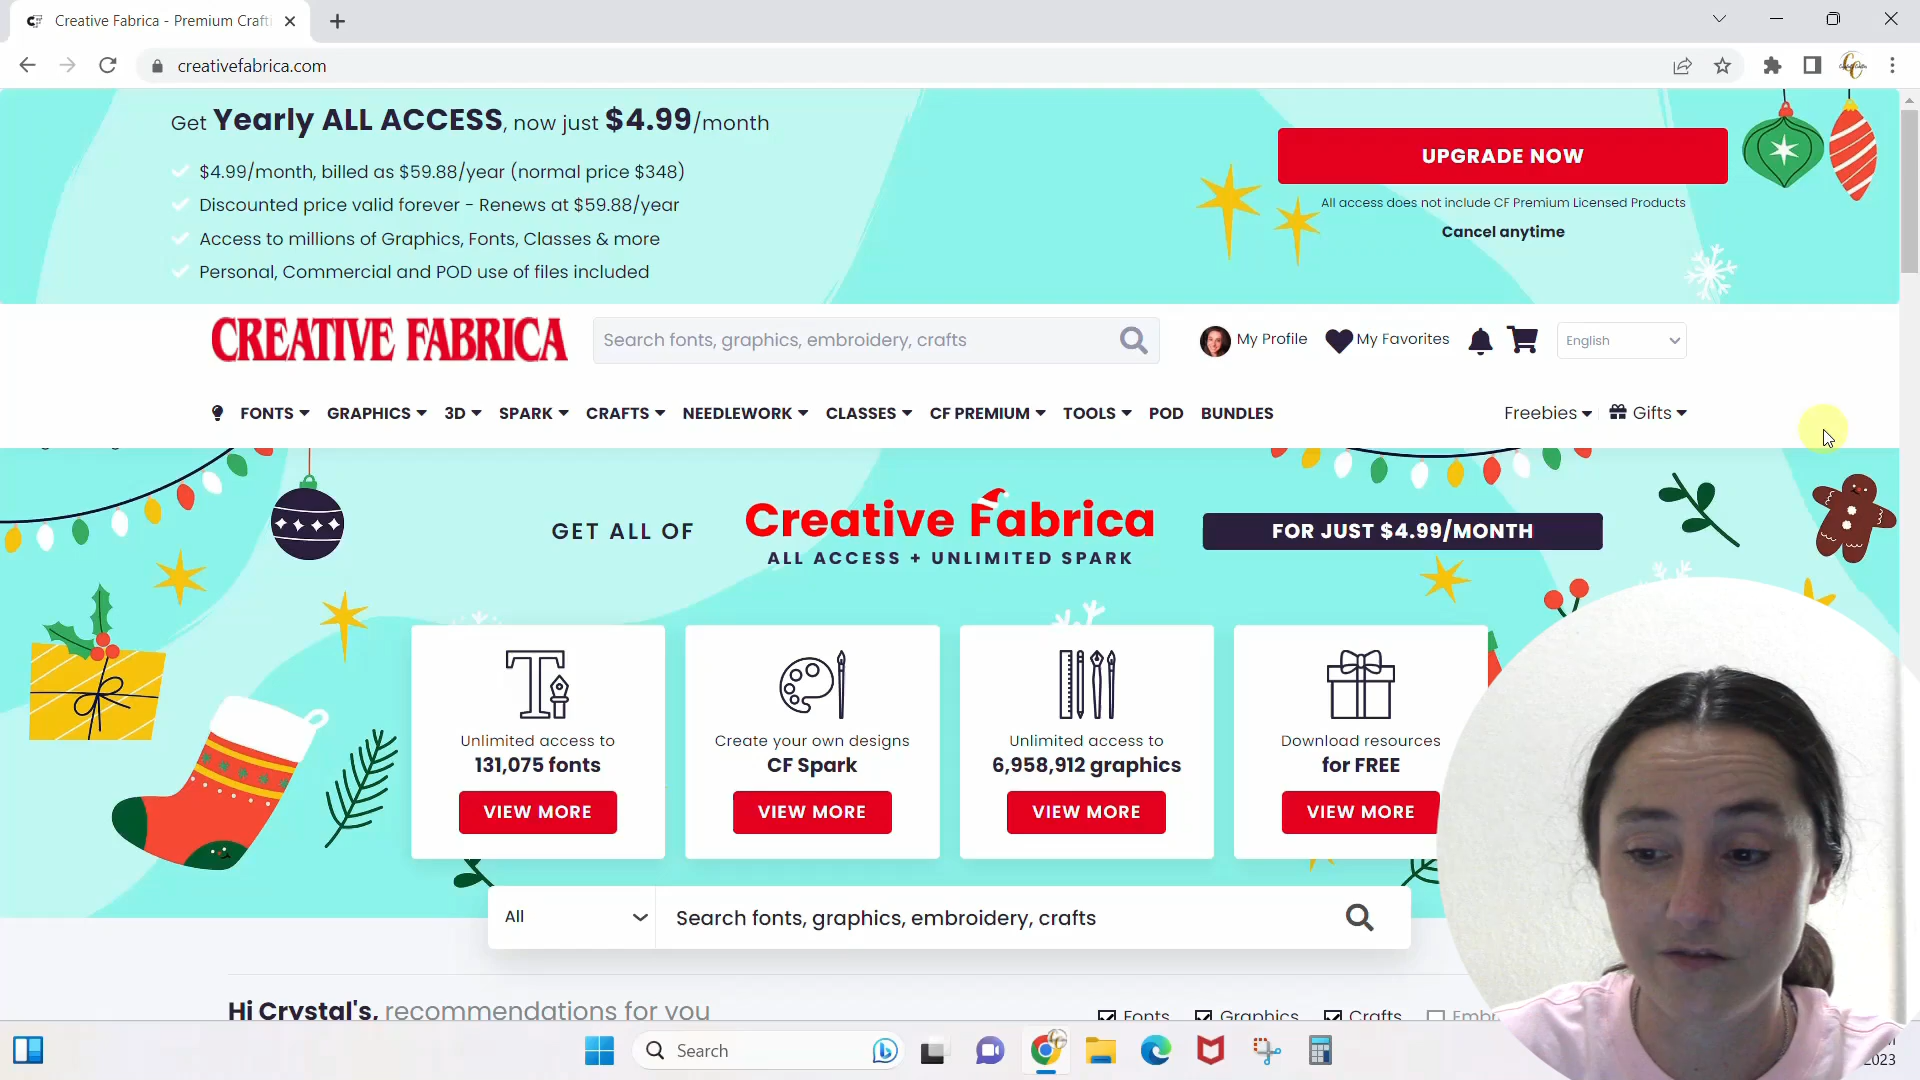 Creative Fabrica - Premium Crafti
creativefabrica.com
Get Yearly ALL ACCESS, now just $4.99/month
$4.99/month, billed as $59.88/year (normal price $348)
Discounted price valid forever - Renews at $59.88/year
Access to millions of Graphics, Fonts, Classes & more
Personal, Commercial and POD use of files included
UPGRADE NOW
All access does not include CF Premium Licensed Products
Cancel anytime
CREATIVE FABRICA
Search fonts, graphics, embroidery, crafts
My Profile
My Favorites
English
FONTS GRAPHICS 3D SPARK CRAFTS NEEDLEWORK CLASSES CF PREMIUM TOOLS POD BUNDLES
Freebies Gifts
GET ALL OF
Creative Fabrica
ALL ACCESS + UNLIMITED SPARK
FOR JUST $4.99/MONTH
Unlimited access to
131,075 fonts
VIEW MORE
Create your own designs
CF Spark
VIEW MORE
Unlimited access to
6,958,912 graphics
VIEW MORE
Download resources
for FREE
VIEW MORE
All
Search fonts, graphics, embroidery, crafts
Hi Crystal's, recommendations for you
Fonts Graphics Crafts
Search
2023